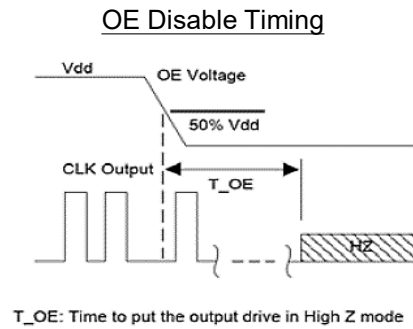 OE Disable Timing
Vdd
OE Voltage
50% Vdd
CLK Output
T_OE
HZ
T_OE: Time to put the output drive in High Z mode